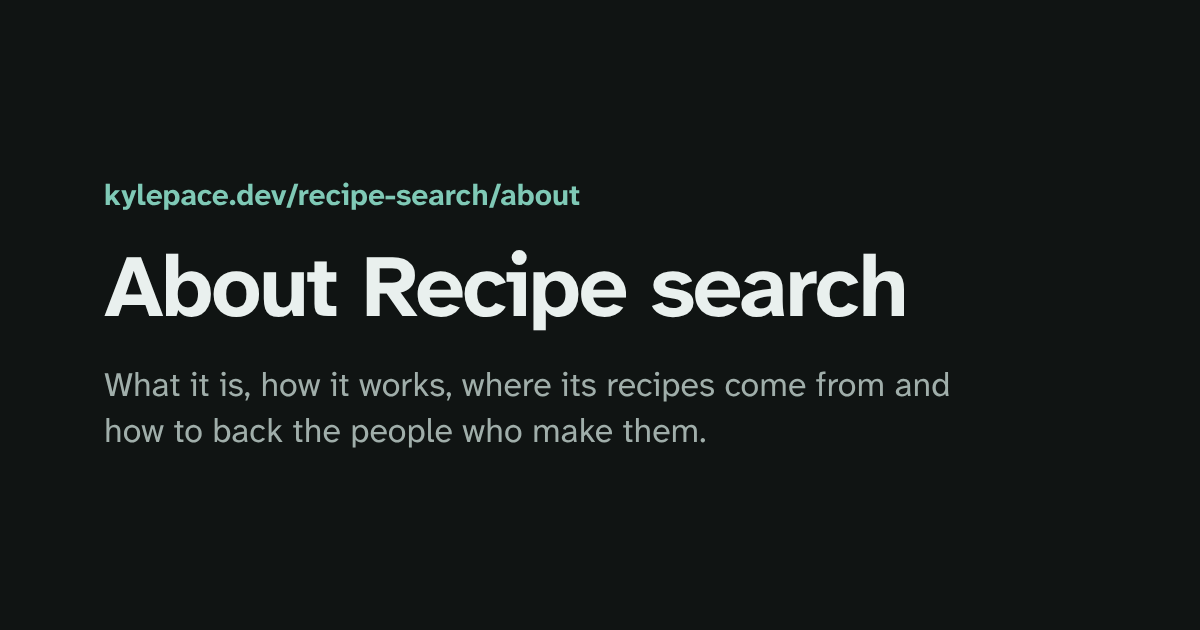 kylepace.dev/recipe-search/about
About Recipe search
What it is, how it works, where its recipes come from and
how to back the people who make them.